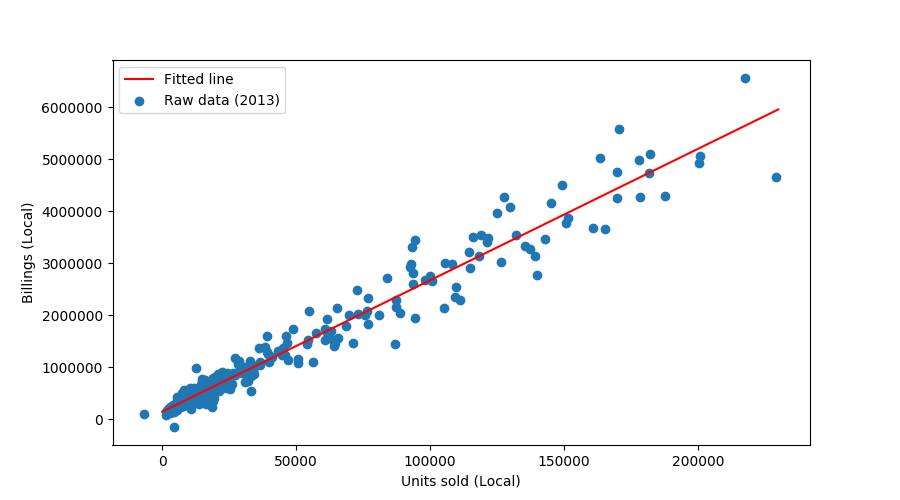 Fitted line
Raw data (2013)
6000000
5000000
4000000
3000000
2000000
1000000
0
Billings (Local)
0 50000 100000 150000 200000
Units sold (Local)